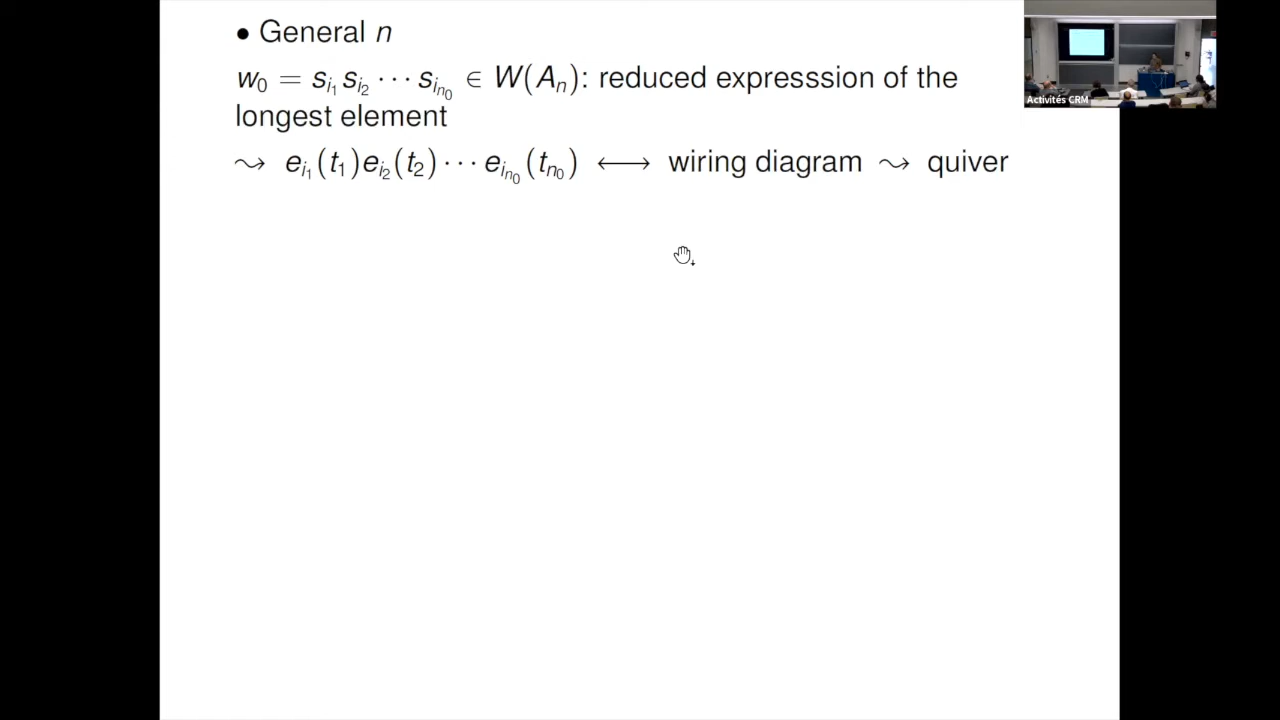 • General n
w₀ = s_{i₁} s_{i₂} ⋯ s_{i_{n₀}} ∈ W(Aₙ): reduced expresssion of the
longest element
⇝ e_{i₁}(t₁)e_{i₂}(t₂) ⋯ e_{i_{n₀}}(t_{n₀}) ⟷ wiring diagram ⇝ quiver
Activités CRM